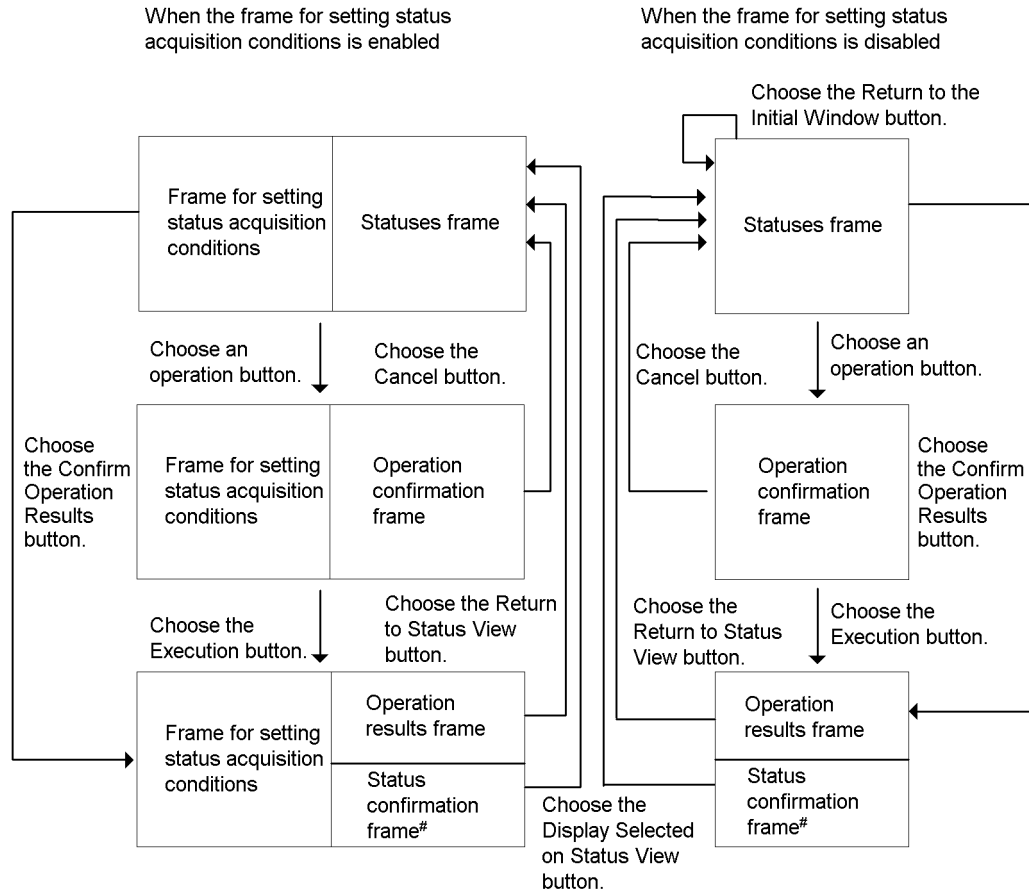 When the frame for setting status
acquisition conditions is enabled
When the frame for setting status
acquisition conditions is disabled
Choose the Return to the
Initial Window button.
Frame for setting
status acquisition
conditions
Statuses frame
Statuses frame
Choose an
operation button.
Choose the
Cancel button.
Choose the
Cancel button.
Choose an
operation button.
Choose
the Confirm
Operation
Results
button.
Frame for setting
status acquisition
conditions
Operation
confirmation
frame
Operation
confirmation
frame
Choose
the Confirm
Operation
Results
button.
Choose the
Execution button.
Choose the Return
to Status View
button.
Choose the
Return to Status
View button.
Choose the
Execution button.
Frame for setting
status acquisition
conditions
Operation
results frame
Status
confirmation
frame#
Choose the
Display Selected
on Status View
button.
Operation
results frame
Status
confirmation
frame#